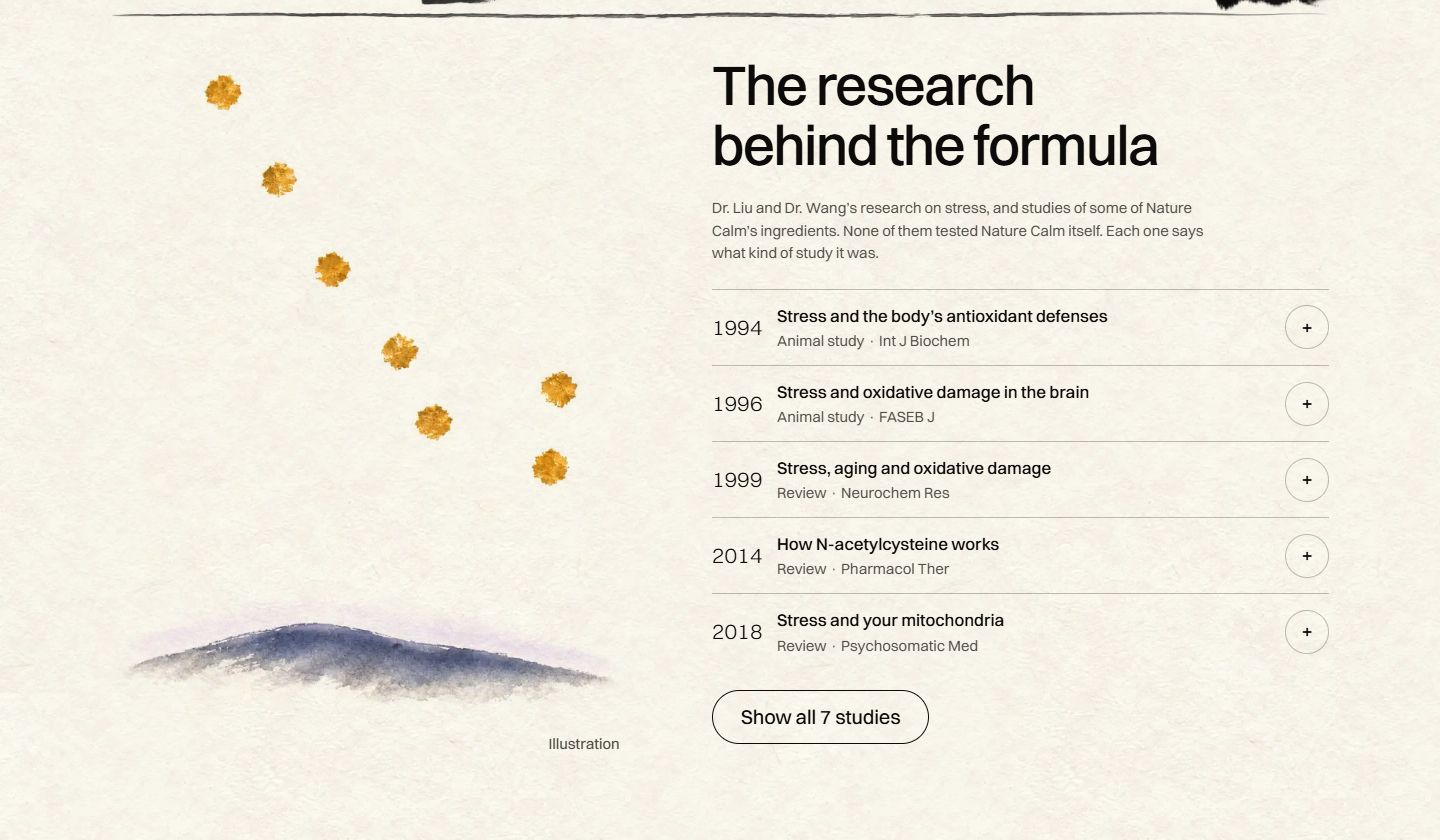 The research
behind the formula
Dr. Liu and Dr. Wang’s research on stress, and studies of some of Nature
Calm’s ingredients. None of them tested Nature Calm itself. Each one says
what kind of study it was.
1994
Stress and the body’s antioxidant defenses
Animal study · Int J Biochem
+
1996
Stress and oxidative damage in the brain
Animal study · FASEB J
+
1999
Stress, aging and oxidative damage
Review · Neurochem Res
+
2014
How N-acetylcysteine works
Review · Pharmacol Ther
+
2018
Stress and your mitochondria
Review · Psychosomatic Med
+
Show all 7 studies
Illustration